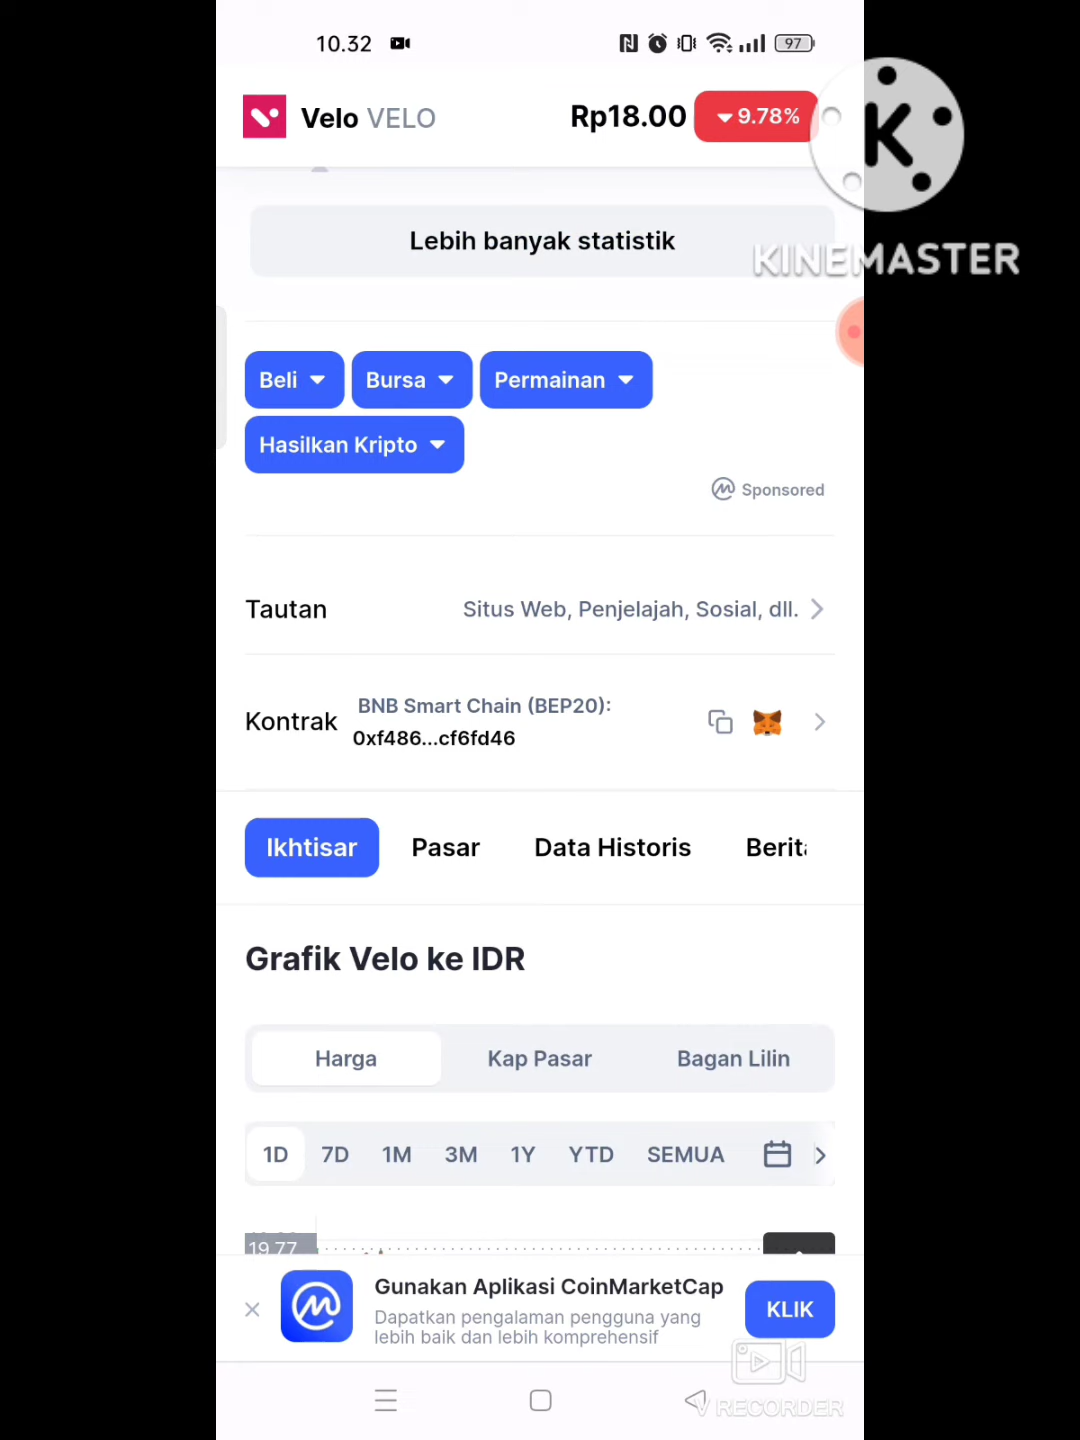 10.32
97
Velo VELO
Rp18.00
9.78%
K
KINEMASTER
Lebih banyak statistik
Beli
Bursa
Permainan
Hasilkan Kripto
Sponsored
Tautan
Situs Web, Penjelajah, Sosial, dll.
Kontrak
BNB Smart Chain (BEP20):
0xf486...cf6fd46
Ikhtisar
Pasar
Data Historis
Berita
Grafik Velo ke IDR
Harga
Kap Pasar
Bagan Lilin
1D
7D
1M
3M
1Y
YTD
SEMUA
19.77
Gunakan Aplikasi CoinMarketCap
Dapatkan pengalaman pengguna yang
lebih baik dan lebih komprehensif
KLIK
V RECORDER